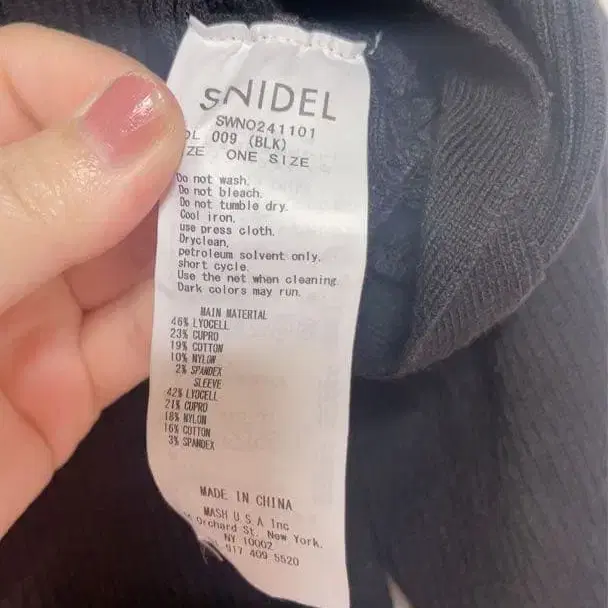 SNIDEL
SWNO241101
OL 009 (BLK)
ZE ONE SIZE
Do not wash.
Do not bleach.
Do not tumble dry.
Cool iron.
use press cloth.
Dryclean,
petroleum solvent only.
short cycle.
Use the net when cleaning.
Dark colors may run.
MAIN MATERIAL
46% LYOCELL
23% CUPRO
19% COTTON
10% NYLON
2% SPANDEX
SLEEVE
42% LYOCELL
21% CUPRO
18% NYLON
16% COTTON
3% SPANDEX
MADE IN CHINA
MASH U.S.A Inc
Orchard St. New York.
NY 10002
917 409 5520